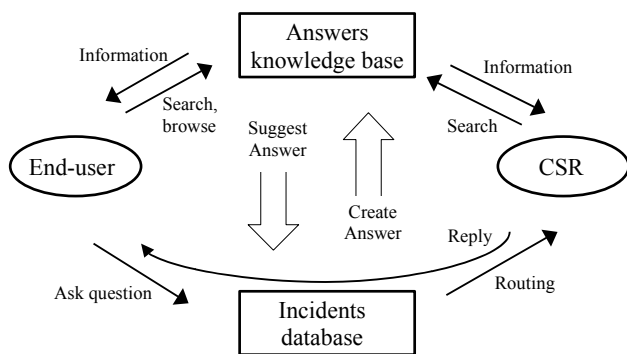 Answers
knowledge base
Information
Information
Search,
browse
Search
Suggest
Answer
End-user
CSR
Create
Answer
Reply
Ask question
Routing
Incidents
database